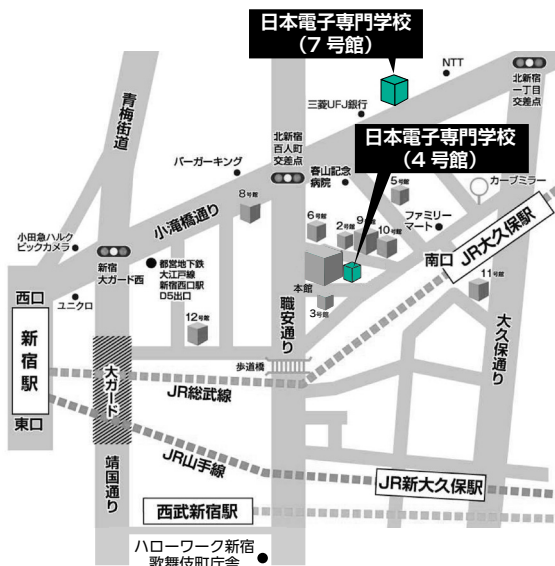 日本電子専門学校
（7 号館）
NTT
北新宿
一丁目
交差点
三菱UFJ銀行
青梅街道
北新宿
百人町
交差点
日本電子専門学校
（4 号館）
バーガーキング
春山記念
病院
5号館
カーブミラー
8号館
小滝橋通り
6号館
2号館
9号館
10号館
ファミリー
マート
JR大久保駅
小田急ハルク
ビックカメラ
新宿
大ガード西
都営地下鉄
大江戸線
新宿西口駅
D5出口
南口
11号館
本館
3号館
西口
ユニクロ
12号館
職安通り
大久保通り
新宿駅
大ガード
歩道橋
JR総武線
東口
JR山手線
靖国通り
JR新大久保駅
西武新宿駅
ハローワーク新宿
歌舞伎町庁舎